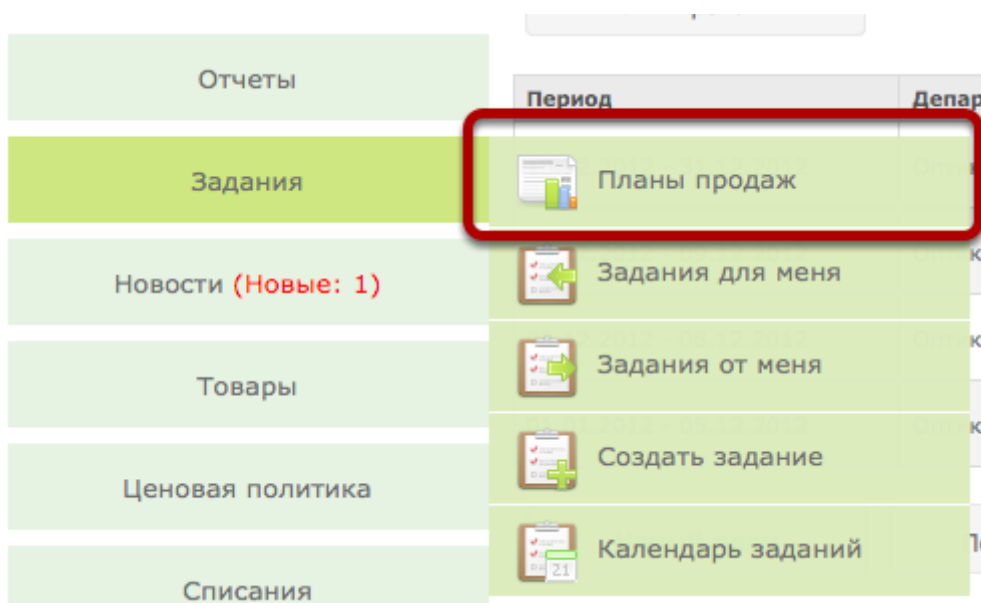 Отчеты
Период
Задания
Планы продаж
Новости (Новые: 1)
Задания для меня
Товары
Задания от меня
Ценовая политика
Создать задание
Списания
Календарь заданий
21